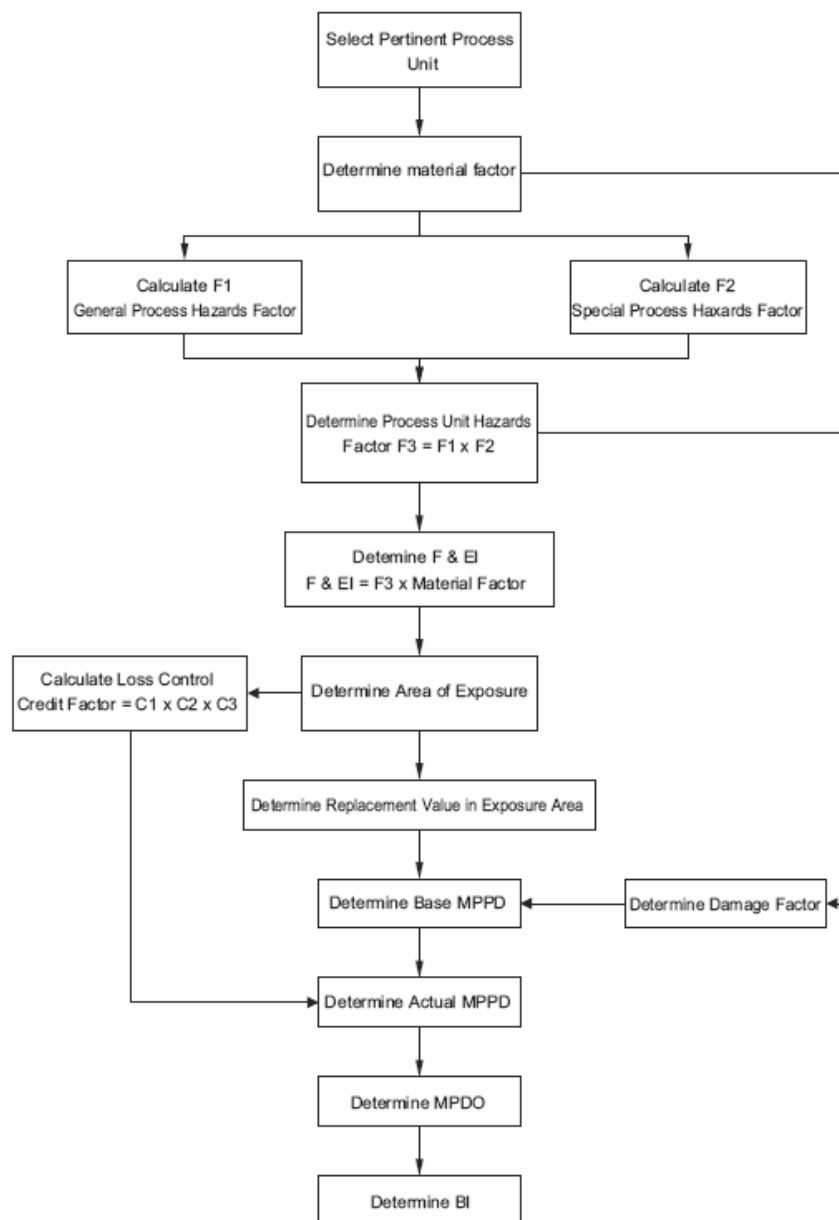 Select Pertinent Process
Unit
Determine material factor
Calculate F1
General Process Hazards Factor
Calculate F2
Special Process Haxards Factor
Determine Process Unit Hazards
Factor F3 = F1 x F2
Detemine F & EI
F & EI = F3 x Material Factor
Calculate Loss Control
Credit Factor = C1 x C2 x C3
Determine Area of Exposure
Determine Replacement Value in Exposure Area
Determine Base MPPD
Determine Damage Factor
Determine Actual MPPD
Determine MPDO
Determine BI